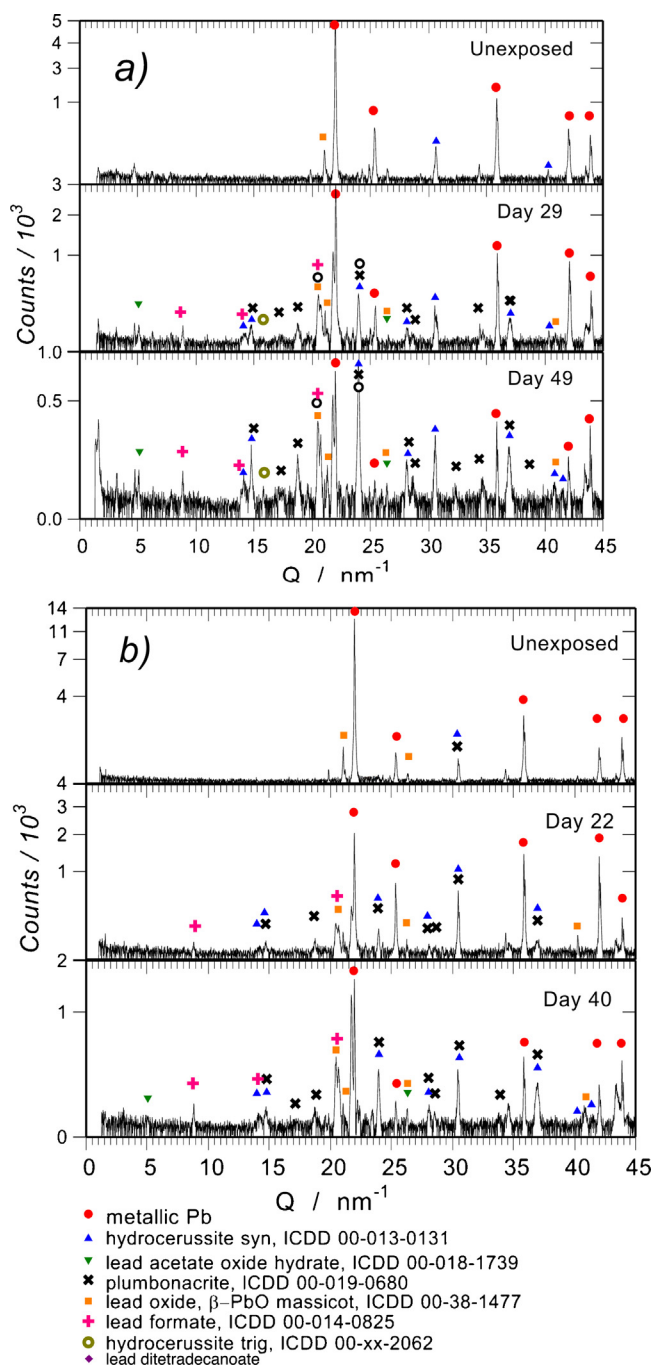 a)
Unexposed
5
4
3
1
3
Day 29
2
1
1.0
Day 49
0.5
0.0
Counts / 10³
0 5 10 15 20 25 30 35 40 45
Q / nm⁻¹
b)
Unexposed
14
11
7
4
4
Day 22
3
2
1
2
Day 40
1
0
Counts / 10³
0 5 10 15 20 25 30 35 40 45
Q / nm⁻¹
metallic Pb
hydrocerussite syn, ICDD 00-013-0131
lead acetate oxide hydrate, ICDD 00-018-1739
plumbonacrite, ICDD 00-019-0680
lead oxide, β–PbO massicot, ICDD 00-38-1477
lead formate, ICDD 00-014-0825
hydrocerussite trig, ICDD 00-xx-2062
lead ditetradecanoate